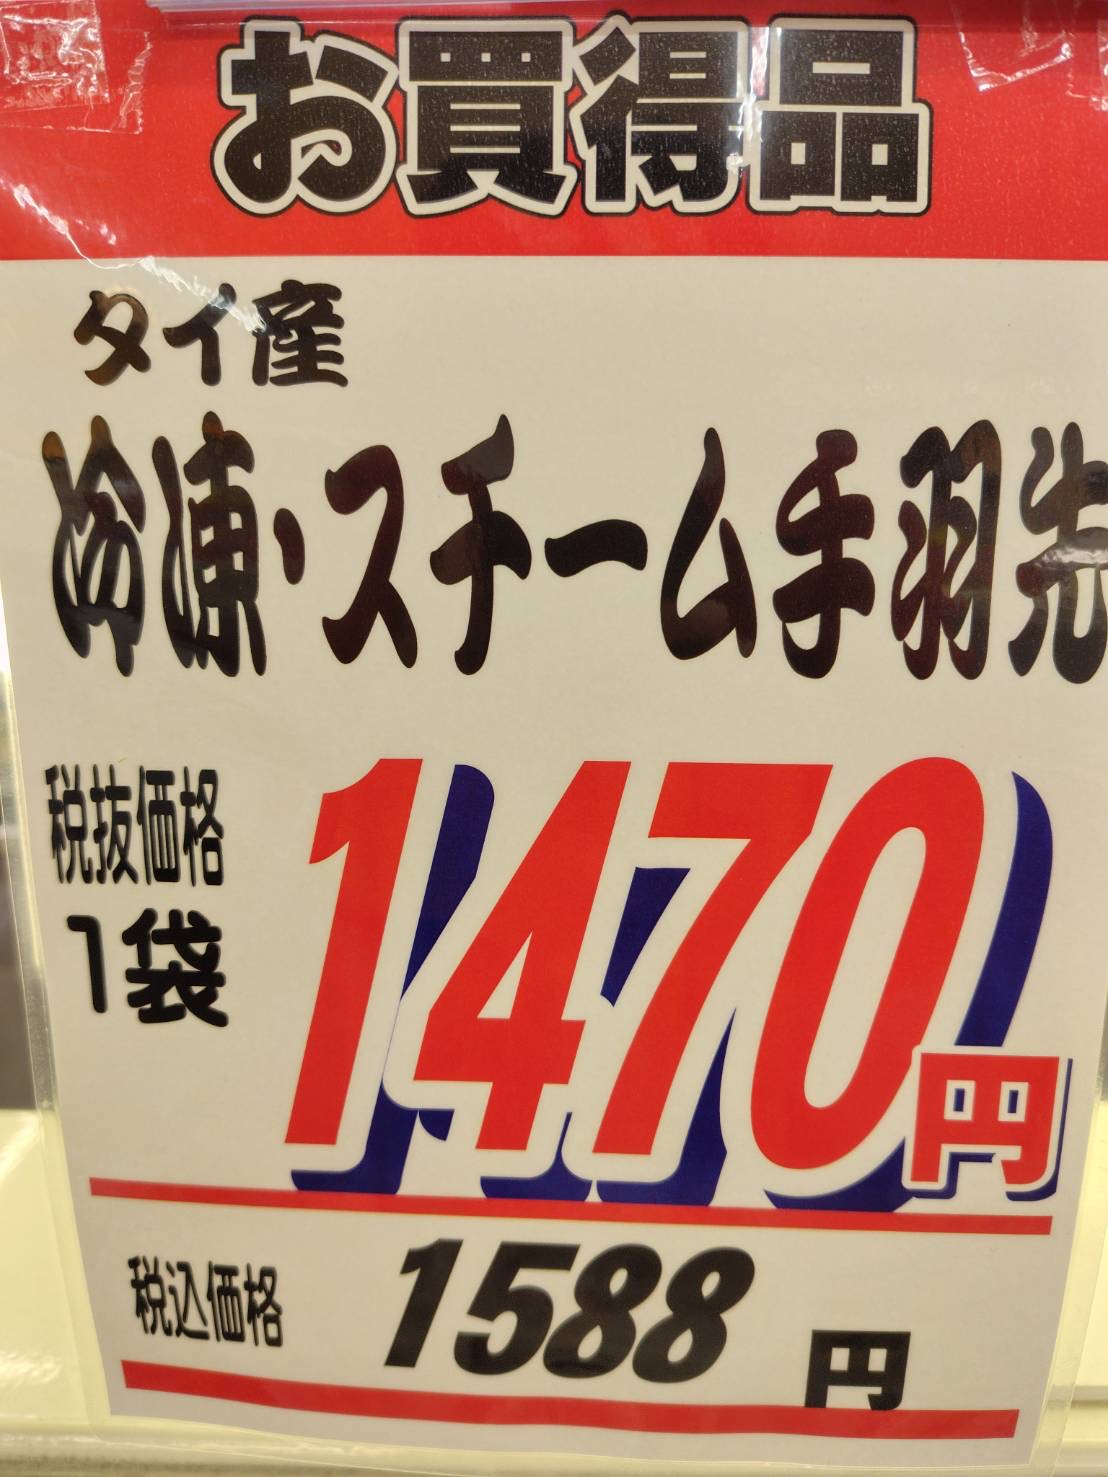 お買得品
タイ産
冷凍・スチーム手羽先
税抜価格
1袋
1470円
税込価格 1588円